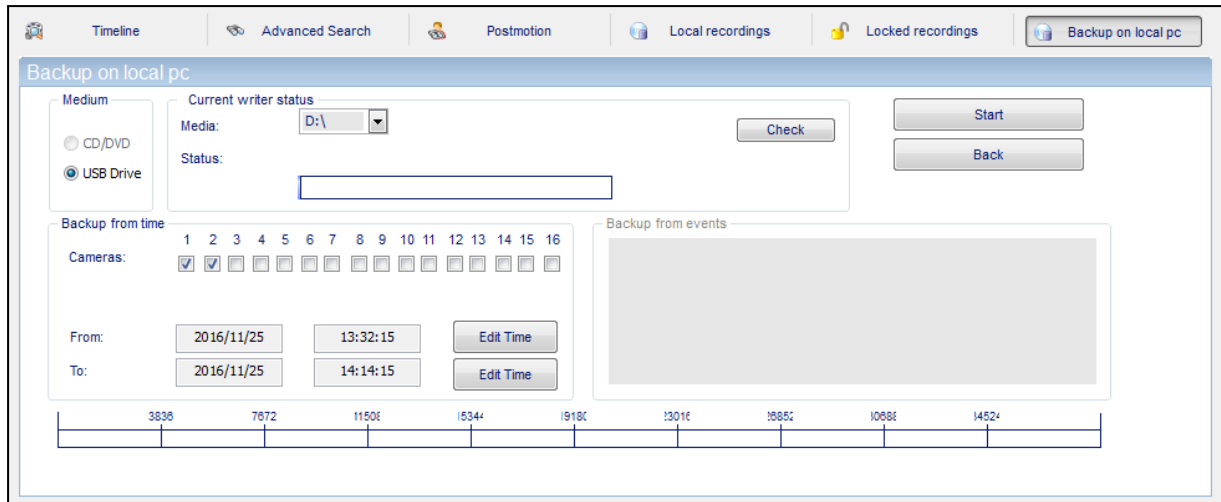 Timeline Advanced Search Postmotion Local recordings Locked recordings Backup on local pc
Backup on local pc
Medium
CD/DVD
USB Drive
Current writer status
Media: D:\ Check
Status:
Start
Back
Backup from time
1 2 3 4 5 6 7 8 9 10 11 12 13 14 15 16
Cameras:
From: 2016/11/25 13:32:15 Edit Time
To: 2016/11/25 14:14:15 Edit Time
Backup from events
3836 7672